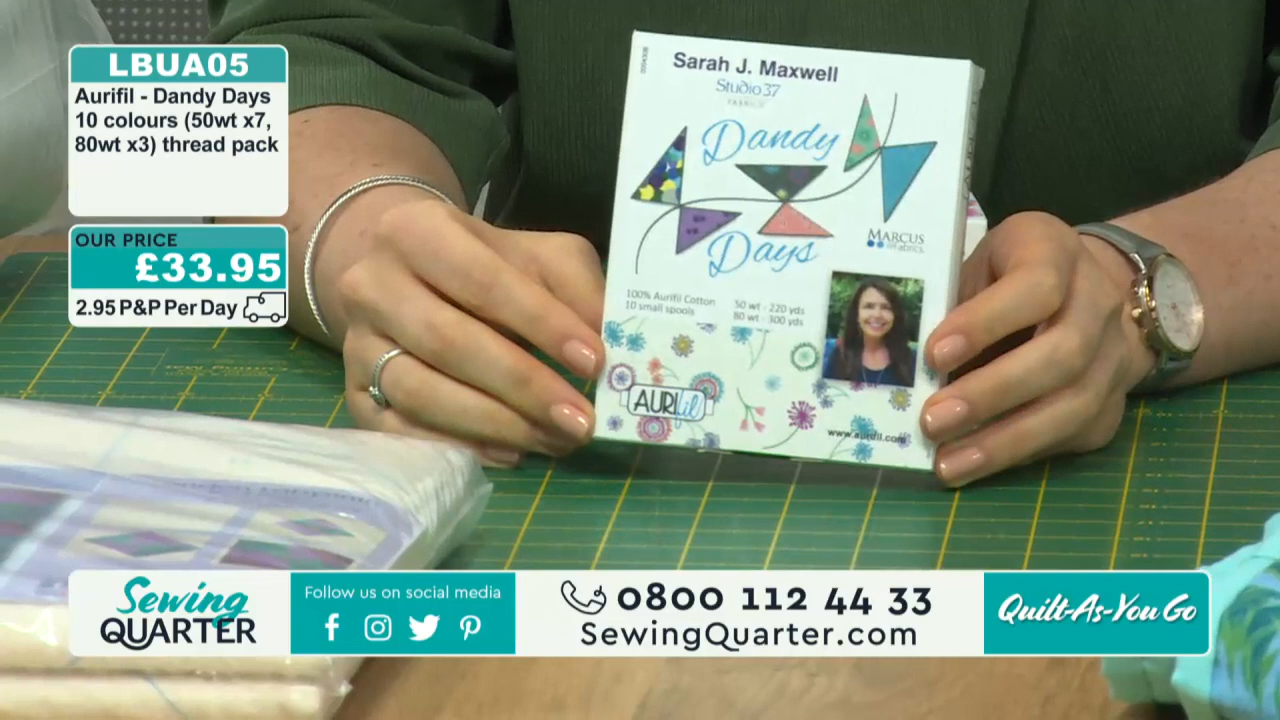 LBUA05
Aurifil - Dandy Days
10 colours (50wt x7,
80wt x3) thread pack
OUR PRICE
£33.95
2.95 P&P Per Day
Sarah J. Maxwell
Studio 37
Dandy
Days
MARCUS
Fabrics
100% Aurifil Cotton
10 small spools
50 wt - 220 yds
80 wt - 300 yds
AURIfil
www.aurifil.com
Sewing
QUARTER
Follow us on social media
0800 112 44 33
SewingQuarter.com
Quilt-As-You Go